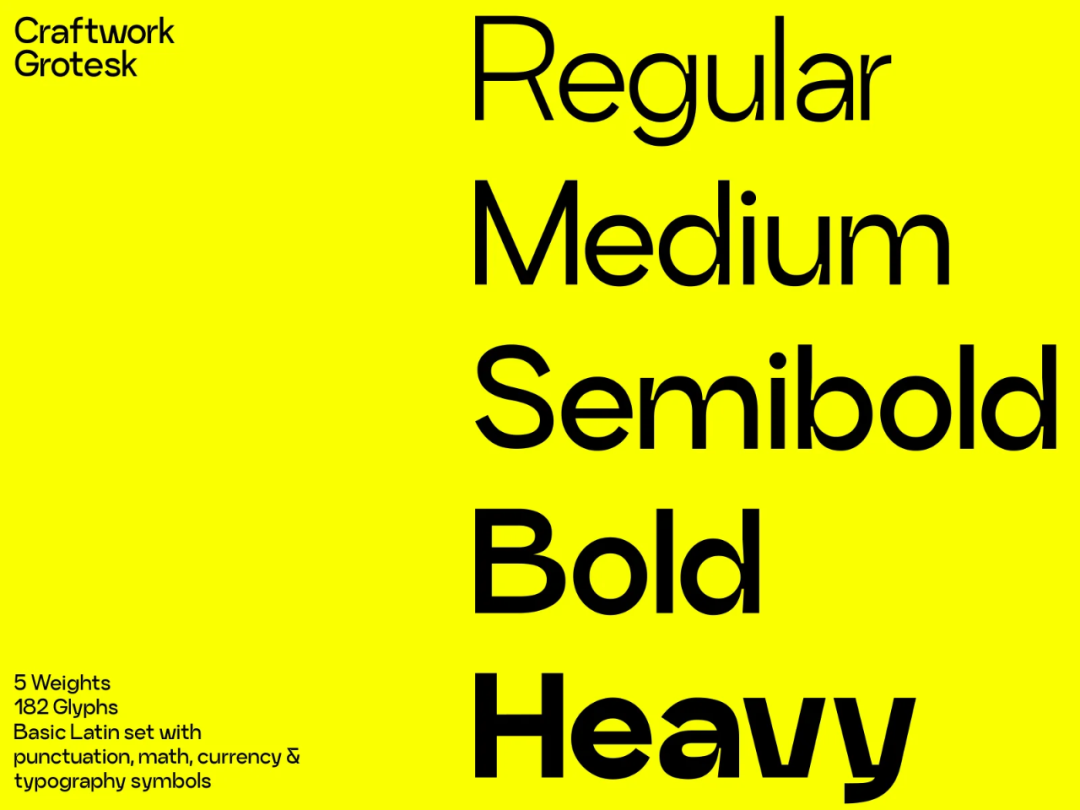 Craftwork
Grotesk
Regular
Medium
Semibold
Bold
Heavy
5 Weights
182 Glyphs
Basic Latin set with
punctuation, math, currency &
typography symbols